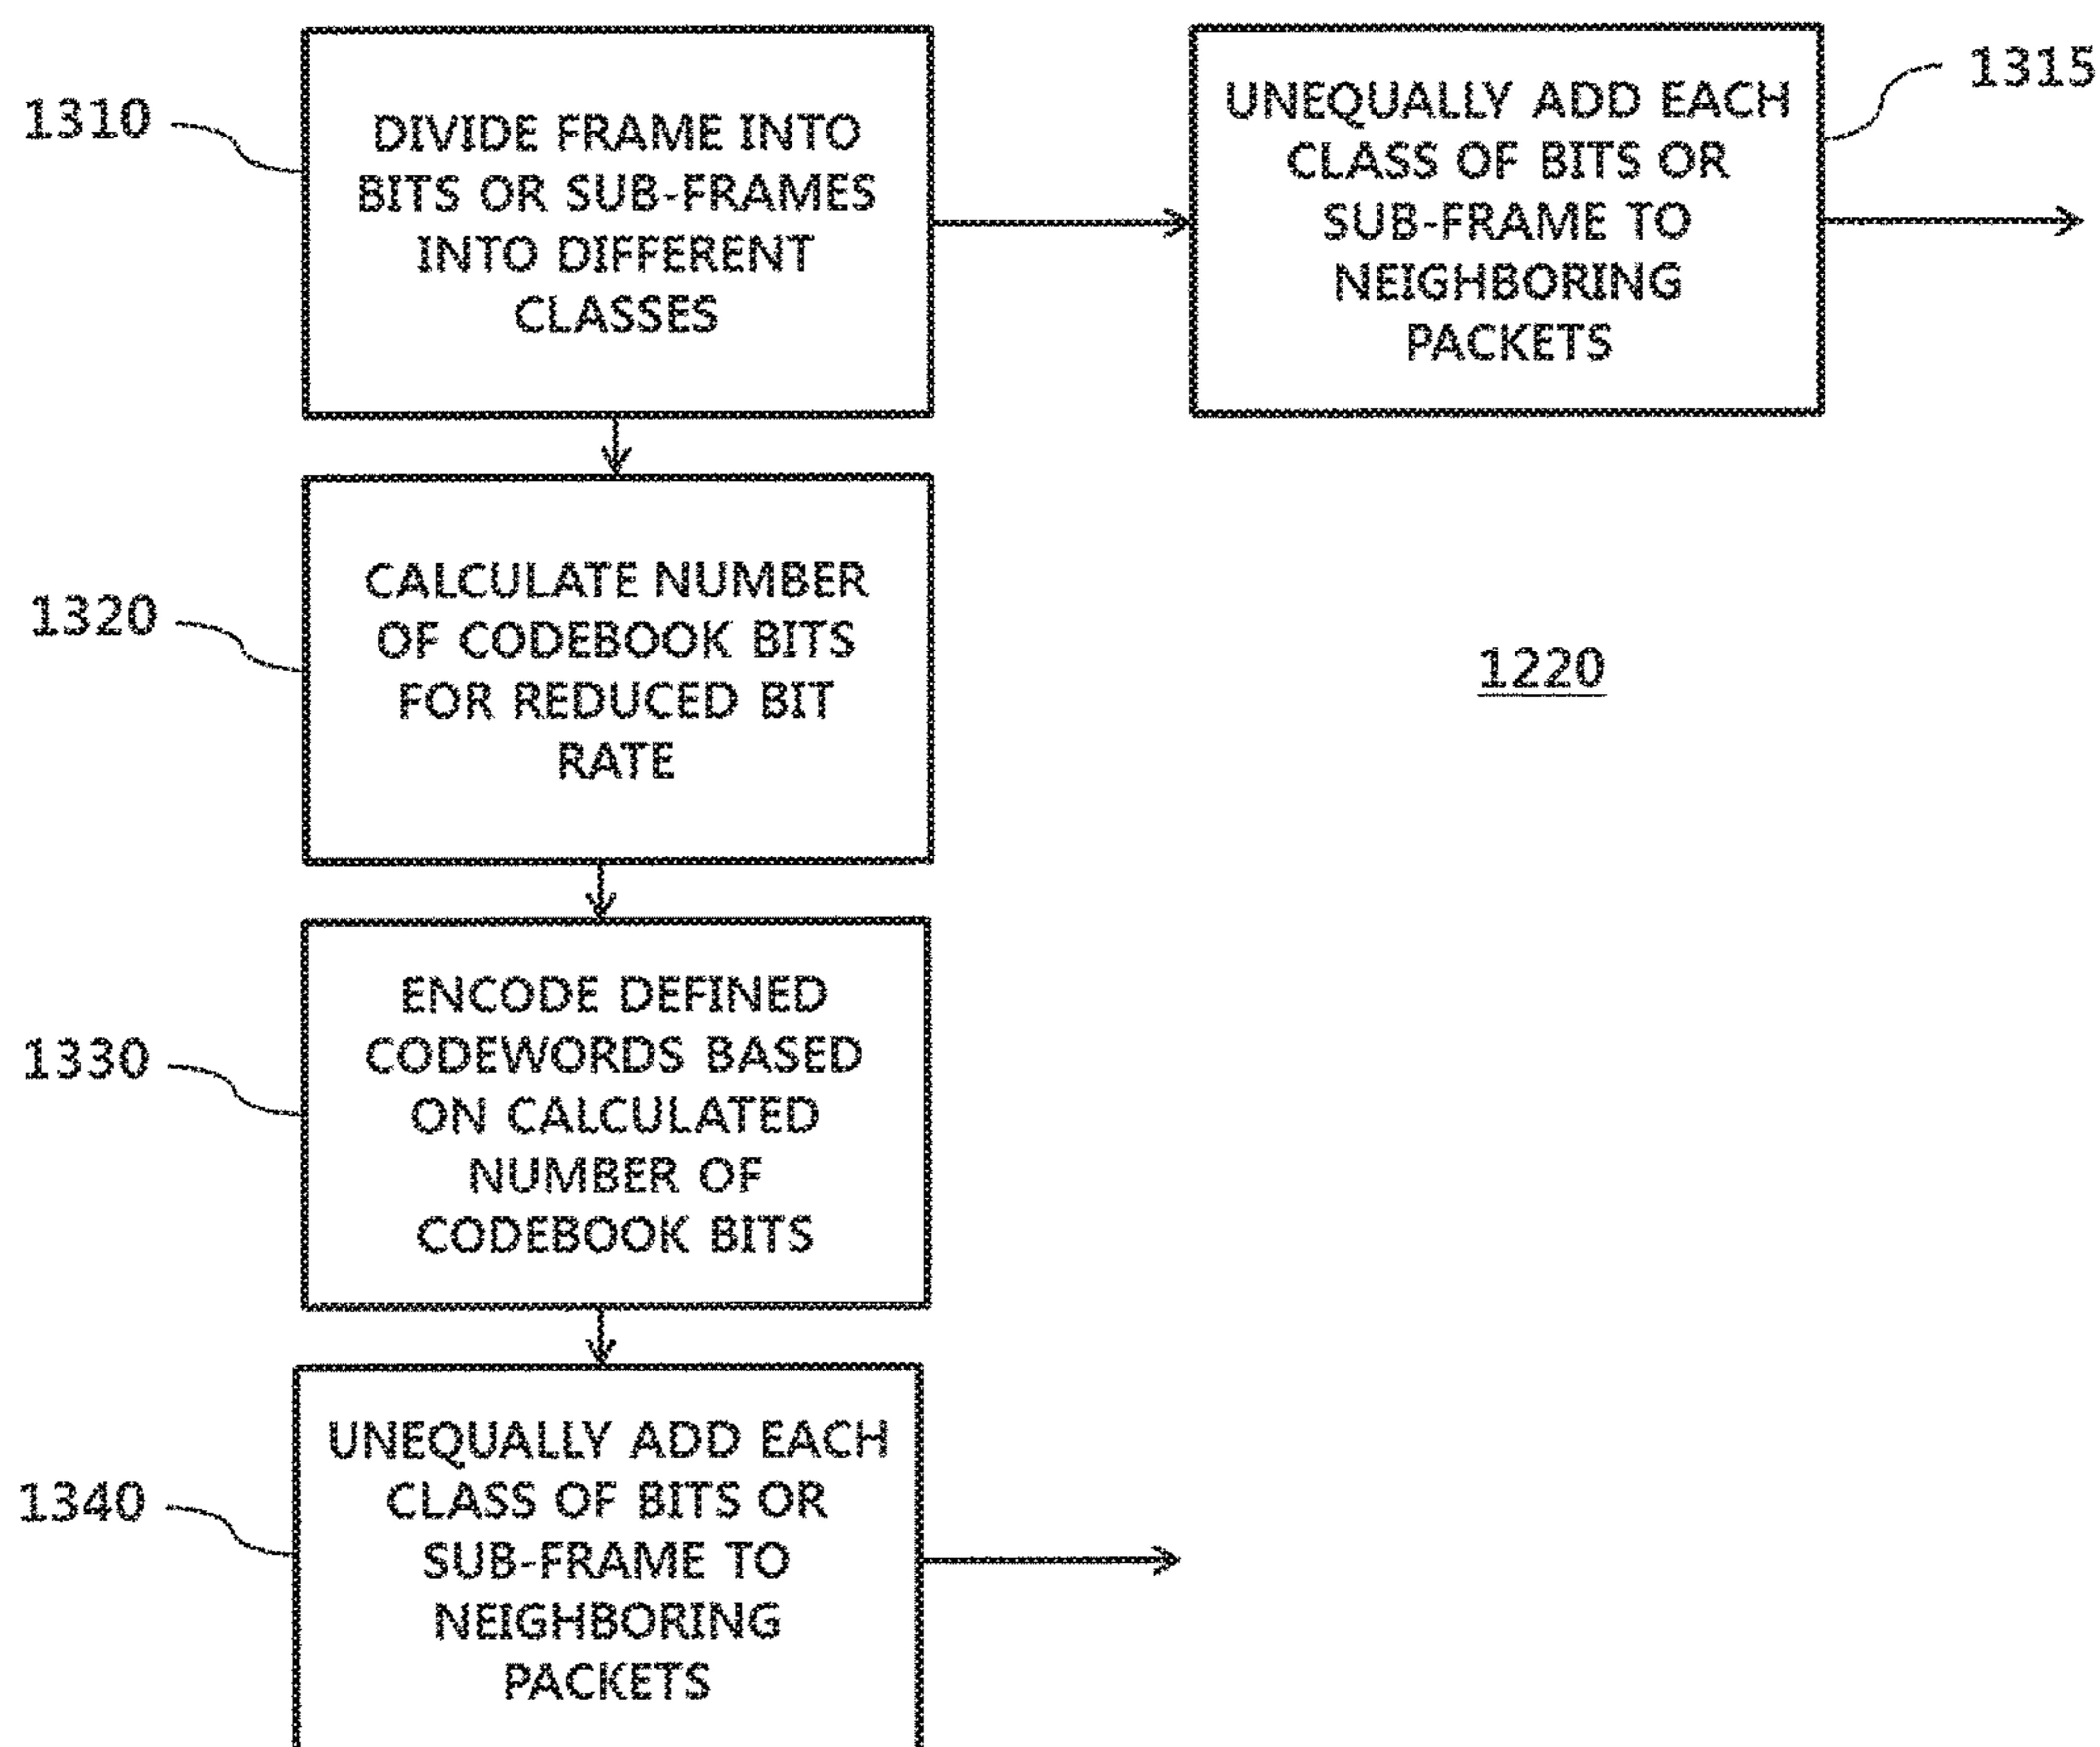 1310
DIVIDE FRAME INTO
BITS OR SUB-FRAMES
INTO DIFFERENT
CLASSES
UNEQUALLY ADD EACH
CLASS OF BITS OR
SUB-FRAME TO
NEIGHBORING
PACKETS
1315
1320
CALCULATE NUMBER
OF CODEBOOK BITS
FOR REDUCED BIT
RATE
1220
1330
ENCODE DEFINED
CODEWORDS BASED
ON CALCULATED
NUMBER OF
CODEBOOK BITS
1340
UNEQUALLY ADD EACH
CLASS OF BITS OR
SUB-FRAME TO
NEIGHBORING
PACKETS